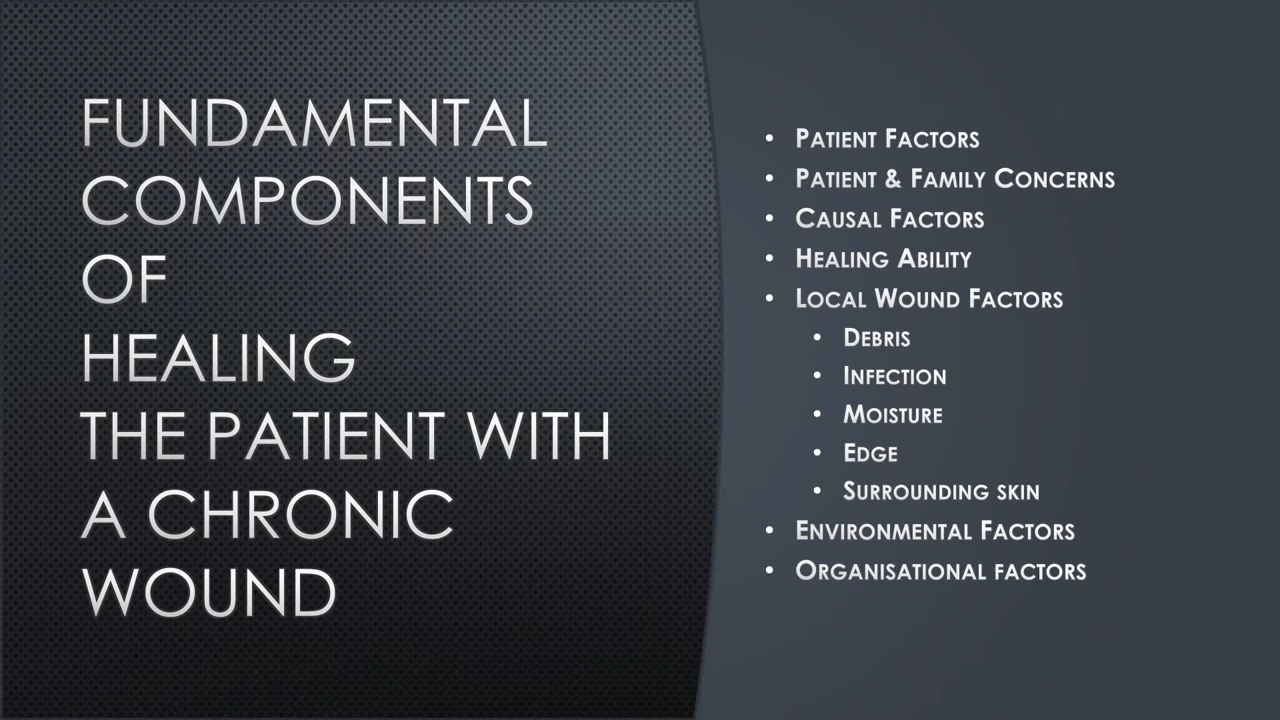 FUNDAMENTAL
COMPONENTS
OF
HEALING
THE PATIENT WITH
A CHRONIC
WOUND
• PATIENT FACTORS
• PATIENT & FAMILY CONCERNS
• CAUSAL FACTORS
• HEALING ABILITY
• LOCAL WOUND FACTORS
• DEBRIS
• INFECTION
• MOISTURE
• EDGE
• SURROUNDING SKIN
• ENVIRONMENTAL FACTORS
• ORGANISATIONAL FACTORS